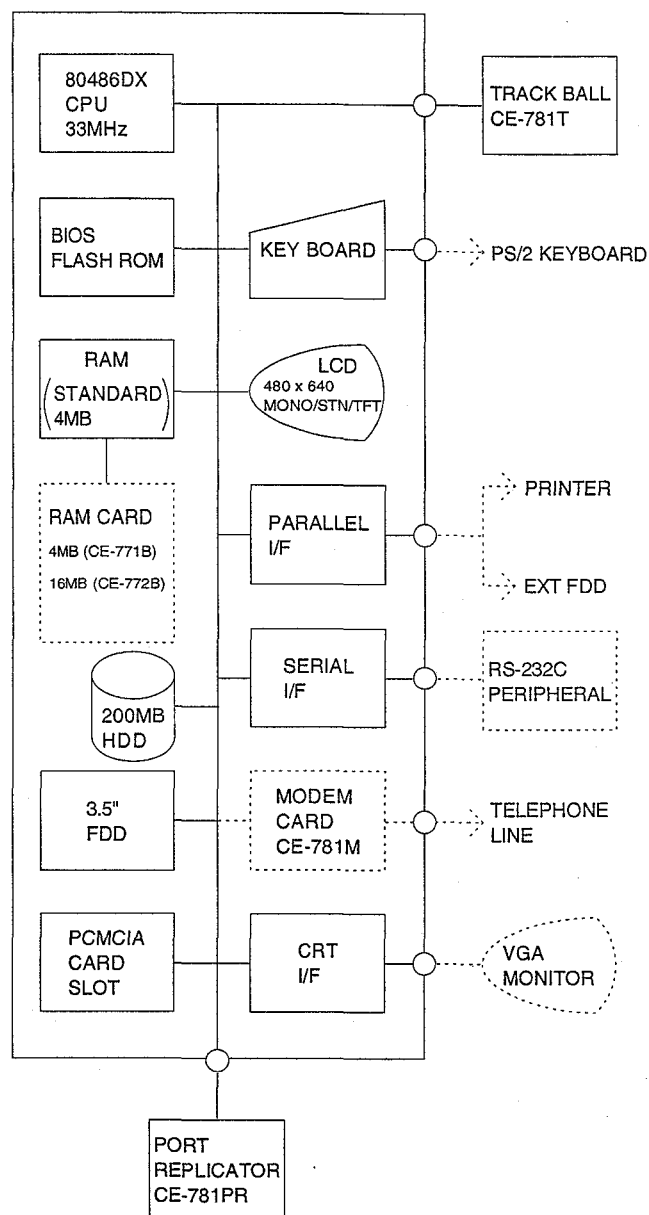 80486DX
CPU
33MHz
TRACK BALL
CE-781T
BIOS
FLASH ROM
KEY BOARD
PS/2 KEYBOARD
RAM
(STANDARD
4MB)
LCD
480 x 640
MONO/STN/TFT
RAM CARD
4MB (CE-771B)
16MB (CE-772B)
PARALLEL
I/F
PRINTER
EXT FDD
200MB
HDD
SERIAL
I/F
RS-232C
PERIPHERAL
3.5"
FDD
MODEM
CARD
CE-781M
TELEPHONE
LINE
PCMCIA
CARD
SLOT
CRT
I/F
VGA
MONITOR
PORT
REPLICATOR
CE-781PR